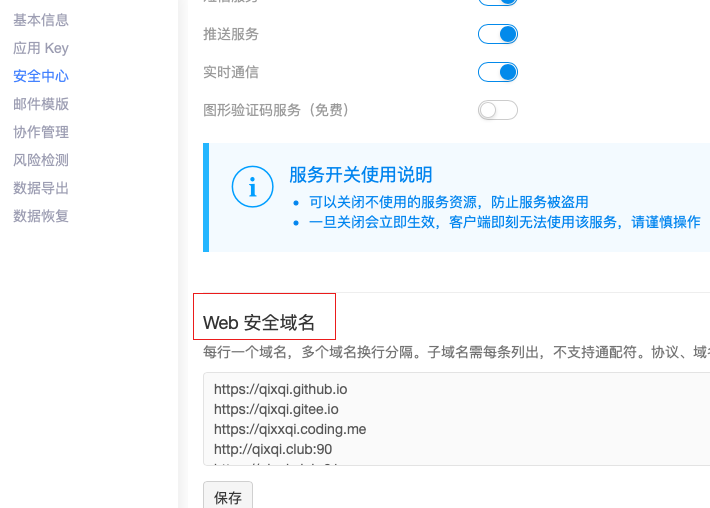 基本信息
应用 Key
安全中心
邮件模版
协作管理
风险检测
数据导出
数据恢复
推送服务
实时通信
图形验证码服务（免费）
服务开关使用说明
可以关闭不使用的服务资源，防止服务被盗用
一旦关闭会立即生效，客户端即刻无法使用该服务，请谨慎操作
Web 安全域名
每行一个域名，多个域名换行分隔。子域名需每条列出，不支持通配符。协议、域
https://qixqi.github.io
https://qixqi.gitee.io
https://qixxqi.coding.me
http://qixqi.club:90
保存